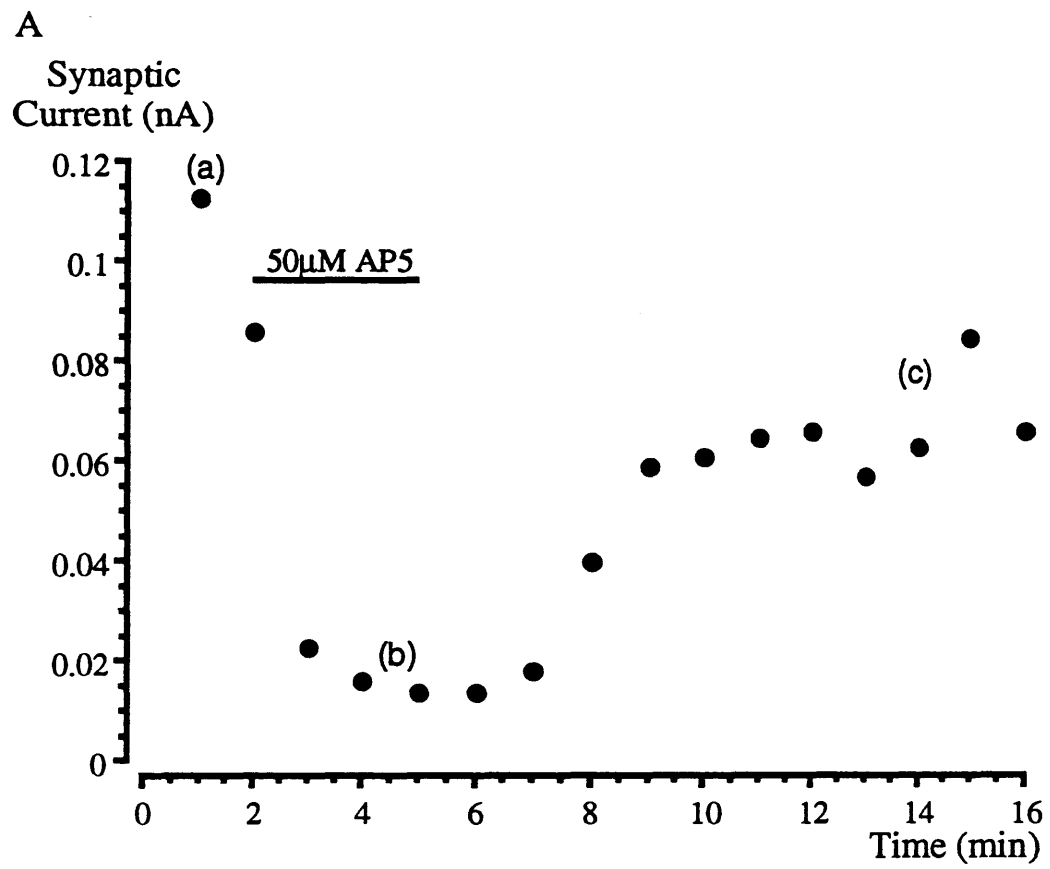 A
Synaptic
Current (nA)
0.12
(a)
0.1
50μM AP5
0.08
(c)
0.06
0.04
(b)
0.02
0
0 2 4 6 8 10 12 14 16
Time (min)